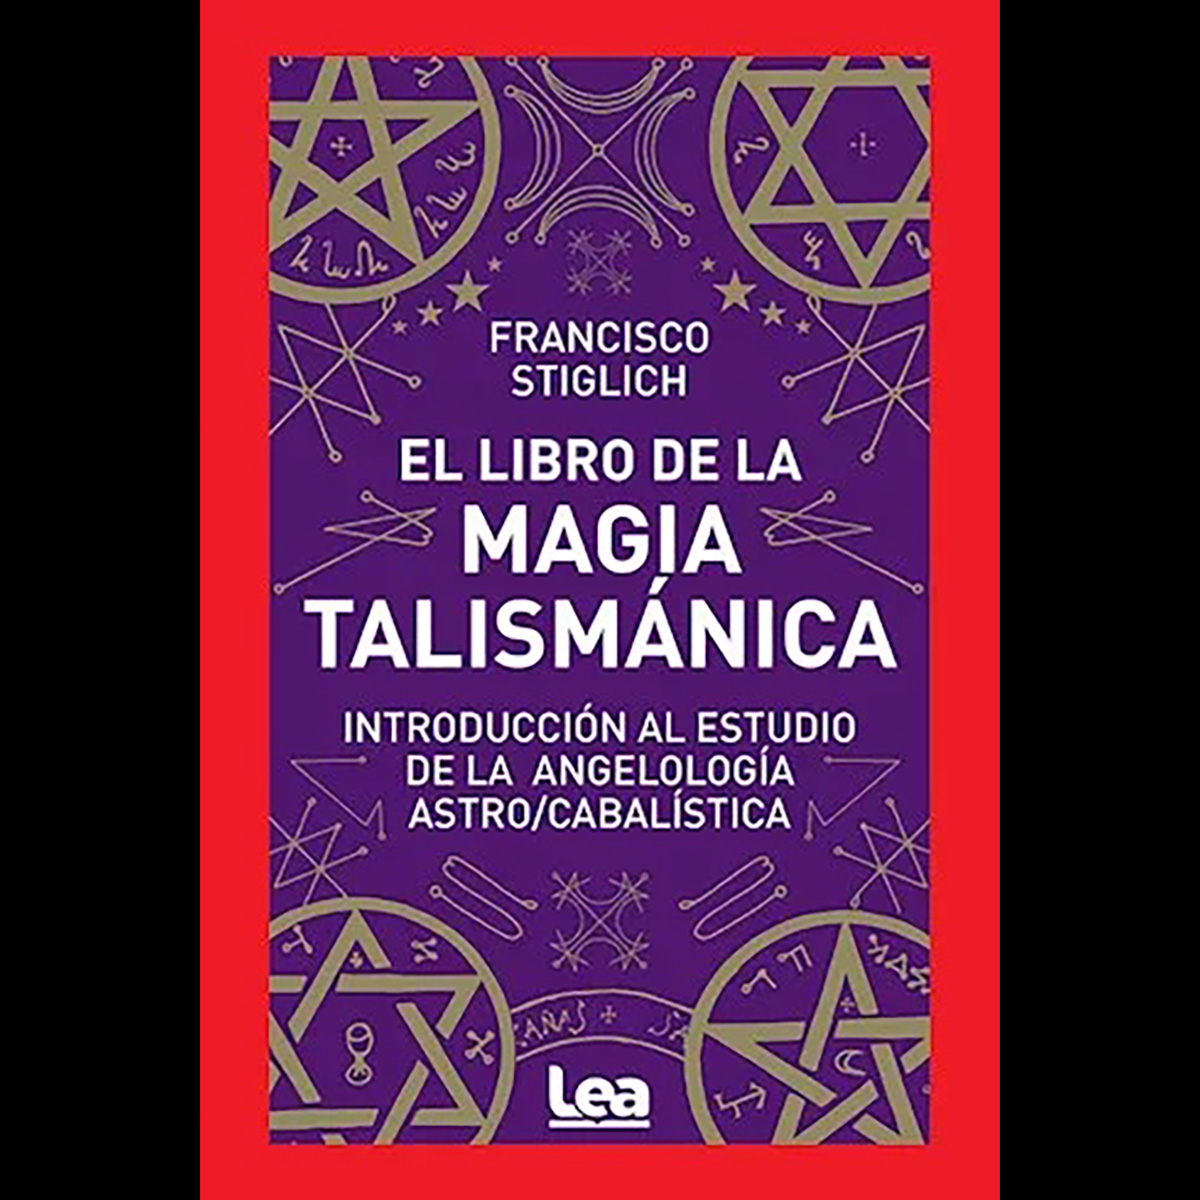 FRANCISCO
STIGLICH
EL LIBRO DE LA
MAGIA
TALISMÁNICA
INTRODUCCIÓN AL ESTUDIO
DE LA ANGELOLOGÍA
ASTRO/CABALÍSTICA
Lea